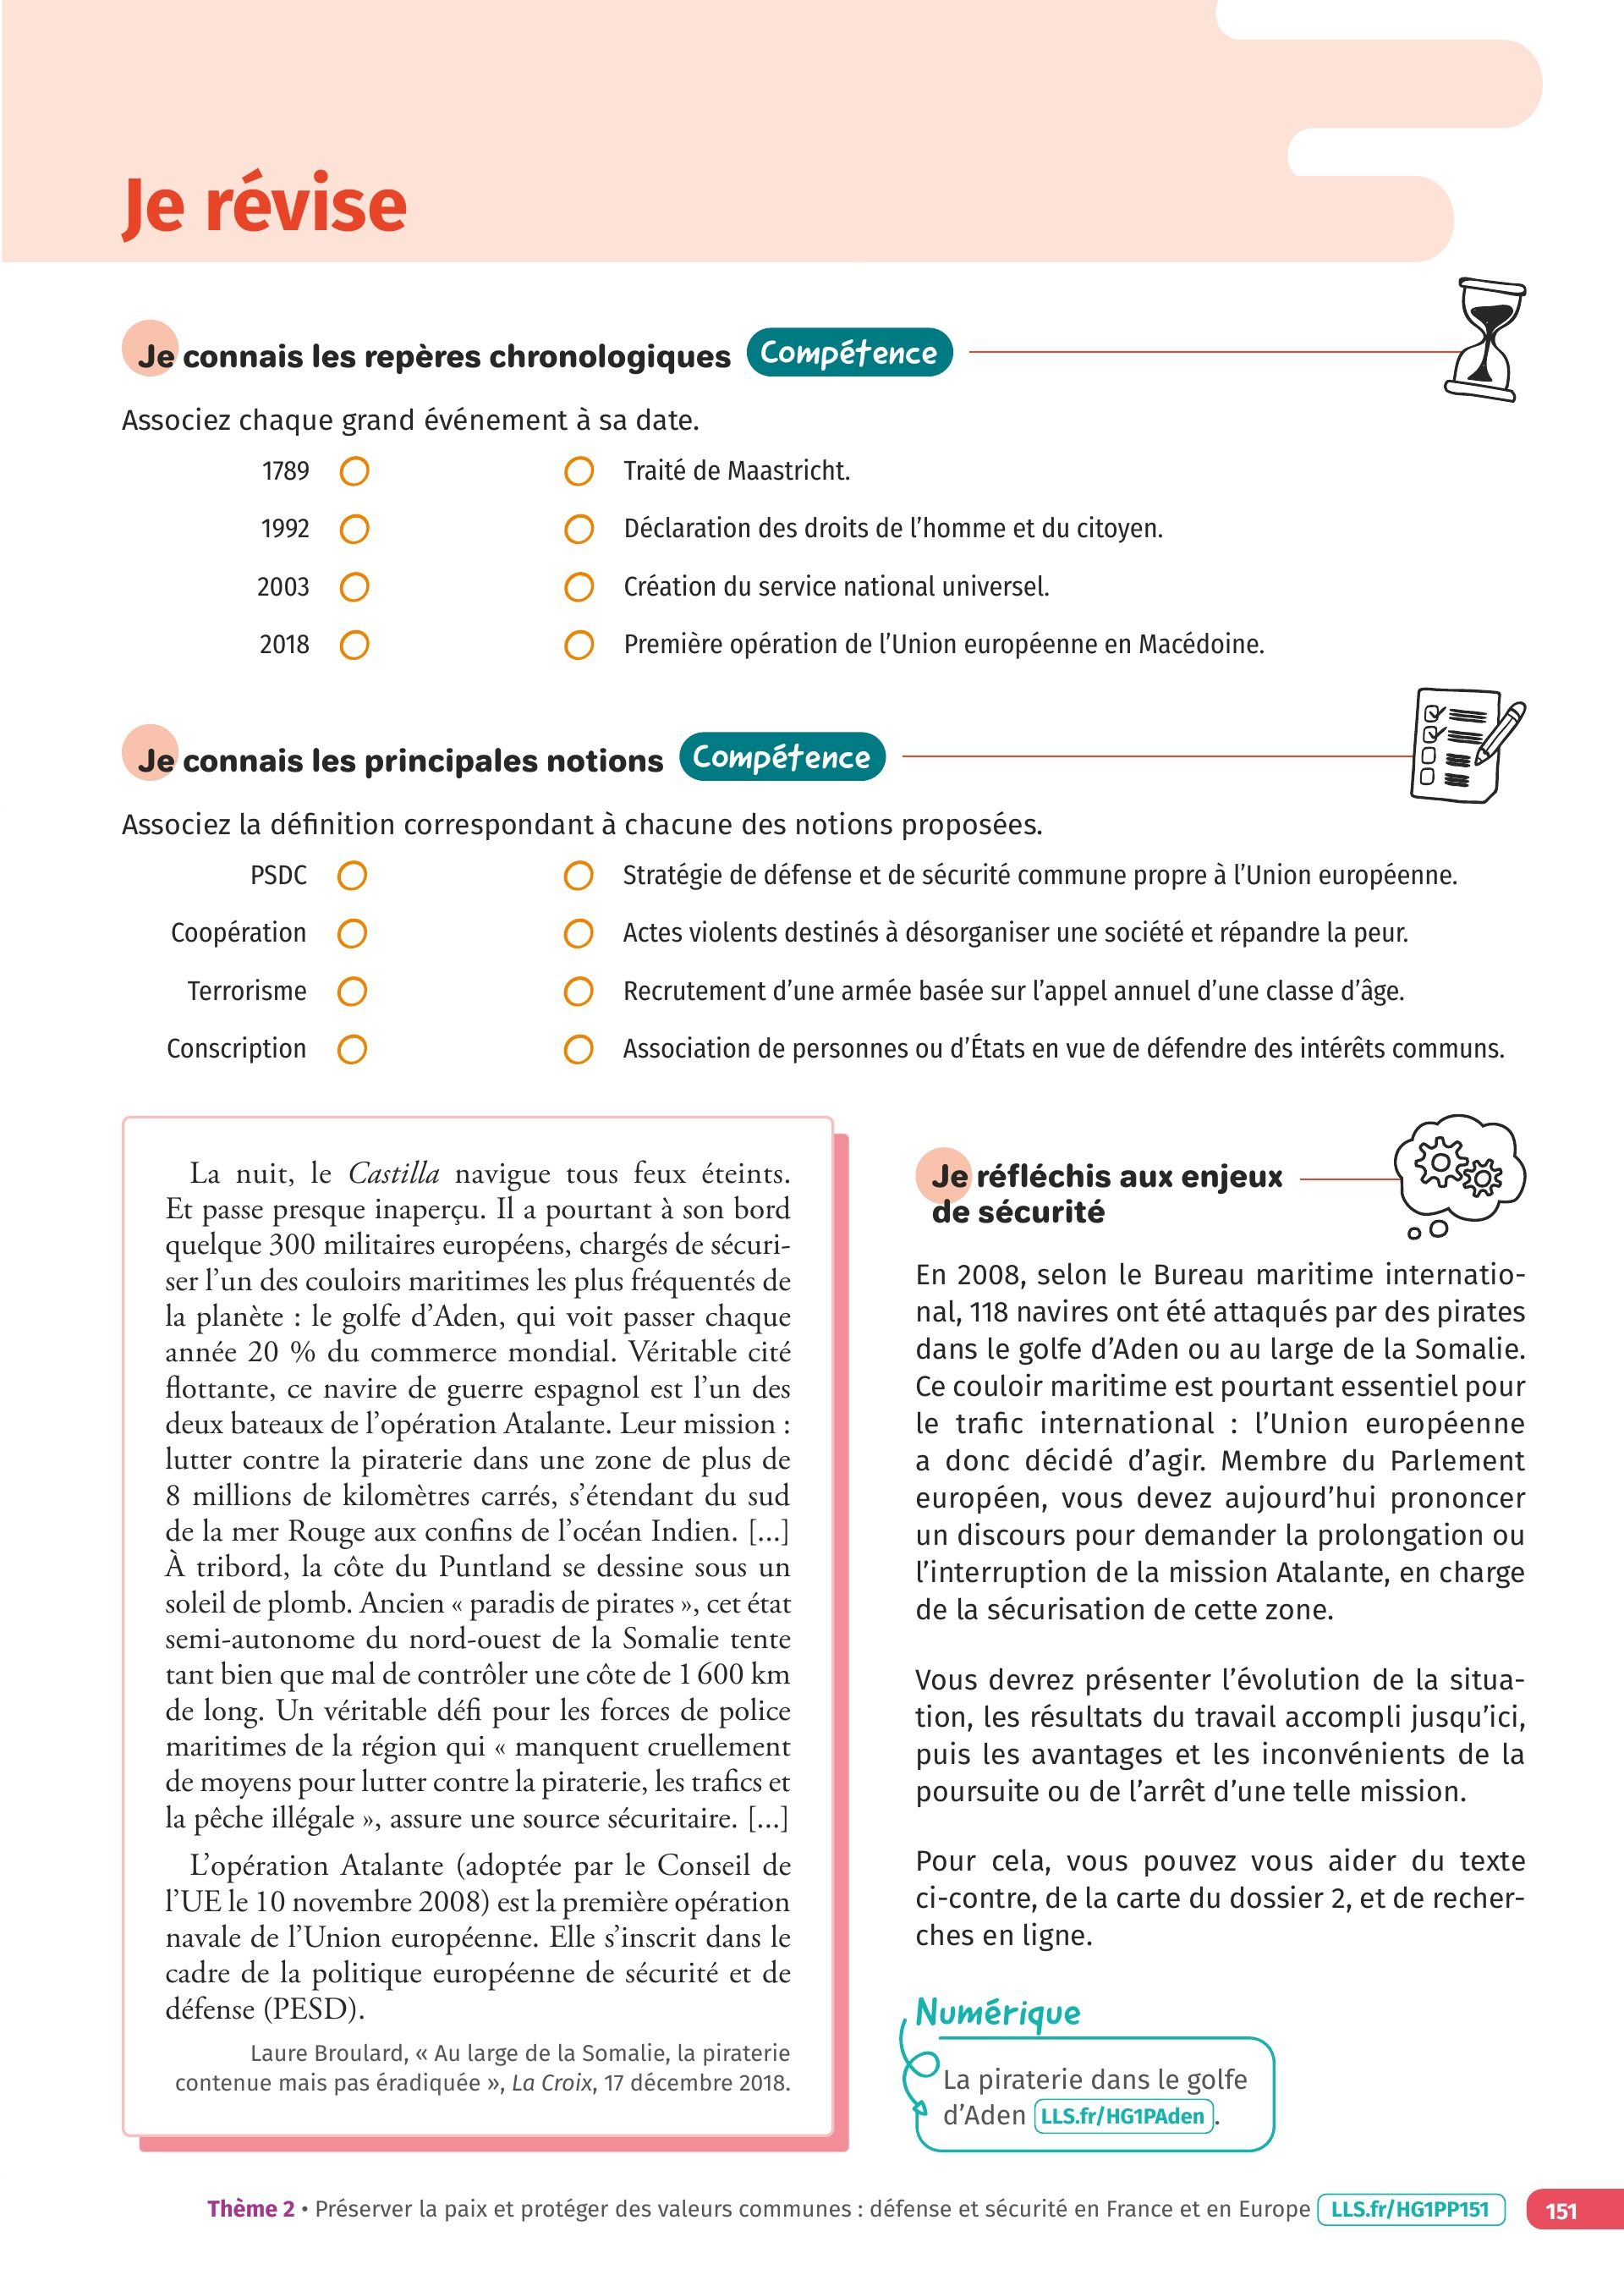 Je révise
Je connais les repères chronologiques Compétence
Associez chaque grand événement à sa date.
1789 Traité de Maastricht.
1992 Déclaration des droits de l’homme et du citoyen.
2003 Création du service national universel.
2018 Première opération de l’Union européenne en Macédoine.
Je connais les principales notions Compétence
Associez la définition correspondant à chacune des notions proposées.
PSDC Stratégie de défense et de sécurité commune propre à l’Union européenne.
Coopération Actes violents destinés à désorganiser une société et répandre la peur.
Terrorisme Recrutement d’une armée basée sur l’appel annuel d’une classe d’âge.
Conscription Association de personnes ou d’États en vue de défendre des intérêts communs.
La nuit, le Castilla navigue tous feux éteints.
Et passe presque inaperçu. Il a pourtant à son bord
quelque 300 militaires européens, chargés de sécuri-
ser l’un des couloirs maritimes les plus fréquentés de
la planète : le golfe d’Aden, qui voit passer chaque
année 20 % du commerce mondial. Véritable cité
flottante, ce navire de guerre espagnol est l’un des
deux bateaux de l’opération Atalante. Leur mission :
lutter contre la piraterie dans une zone de plus de
8 millions de kilomètres carrés, s’étendant du sud
de la mer Rouge aux confins de l’océan Indien. [...]
À tribord, la côte du Puntland se dessine sous un
soleil de plomb. Ancien « paradis de pirates », cet état
semi-autonome du nord-ouest de la Somalie tente
tant bien que mal de contrôler une côte de 1 600 km
de long. Un véritable défi pour les forces de police
maritimes de la région qui « manquent cruellement
de moyens pour lutter contre la piraterie, les trafics et
la pêche illégale », assure une source sécuritaire. [...]
L’opération Atalante (adoptée par le Conseil de
l’UE le 10 novembre 2008) est la première opération
navale de l’Union européenne. Elle s’inscrit dans le
cadre de la politique européenne de sécurité et de
défense (PESD).
Laure Broulard, « Au large de la Somalie, la piraterie
contenue mais pas éradiquée », La Croix, 17 décembre 2018.
Je réfléchis aux enjeux
de sécurité
En 2008, selon le Bureau maritime internatio-
nal, 118 navires ont été attaqués par des pirates
dans le golfe d’Aden ou au large de la Somalie.
Ce couloir maritime est pourtant essentiel pour
le trafic international : l’Union européenne
a donc décidé d’agir. Membre du Parlement
européen, vous devez aujourd’hui prononcer
un discours pour demander la prolongation ou
l’interruption de la mission Atalante, en charge
de la sécurisation de cette zone.
Vous devrez présenter l’évolution de la situa-
tion, les résultats du travail accompli jusqu’ici,
puis les avantages et les inconvénients de la
poursuite ou de l’arrêt d’une telle mission.
Pour cela, vous pouvez vous aider du texte
ci-contre, de la carte du dossier 2, et de recher-
ches en ligne.
Numérique
La piraterie dans le golfe
d’Aden LLS.fr/HG1PAden.
Thème 2 • Préserver la paix et protéger des valeurs communes : défense et sécurité en France et en Europe LLS.fr/HG1PP151 151